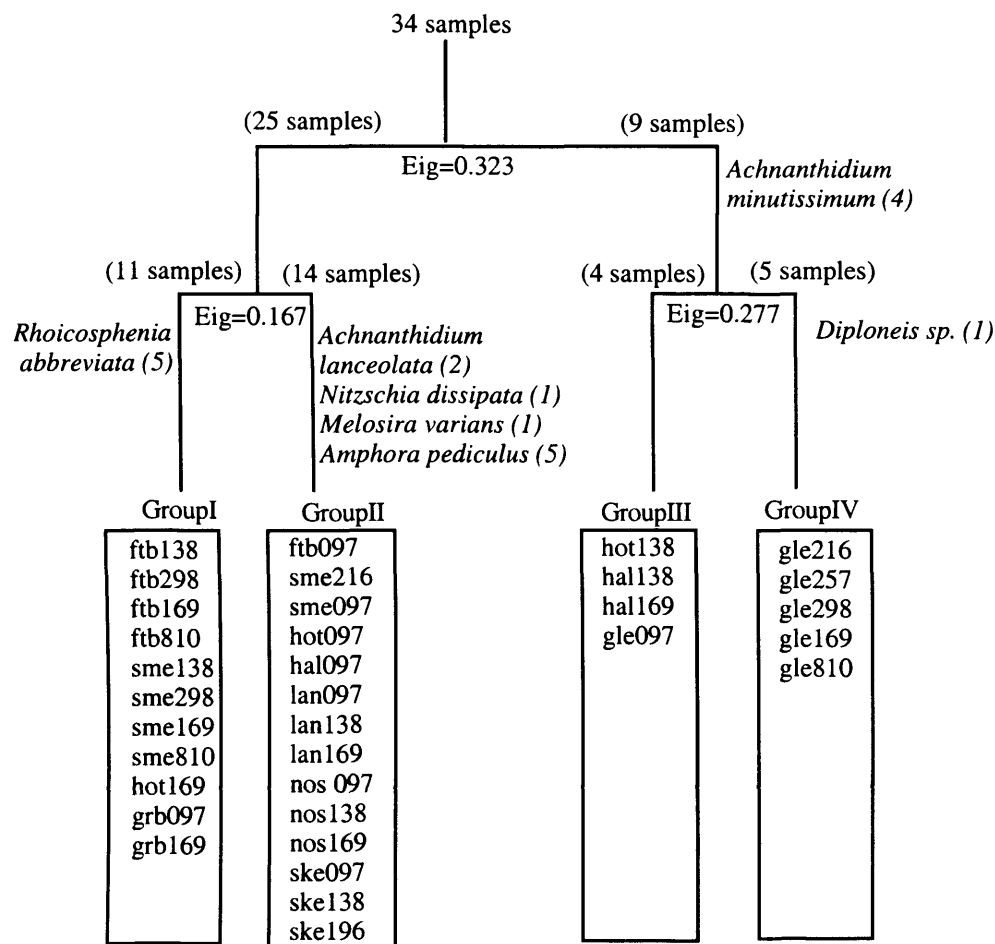 34 samples
(25 samples)
(9 samples)
Eig=0.323
Achnanthidium
minutissimum (4)
(11 samples)
(14 samples)
(4 samples)
(5 samples)
Eig=0.167
Eig=0.277
Rhoicosphenia
abbreviata (5)
Achnanthidium
lanceolata (2)
Nitzschia dissipata (1)
Melosira varians (1)
Amphora pediculus (5)
Diploneis sp. (1)
GroupI
ftb138
ftb298
ftb169
ftb810
sme138
sme298
sme169
sme810
hot169
grb097
grb169
GroupII
ftb097
sme216
sme097
hot097
hal097
lan097
lan138
lan169
nos 097
nos138
nos169
ske097
ske138
ske196
GroupIII
hot138
hal138
hal169
gle097
GroupIV
gle216
gle257
gle298
gle169
gle810